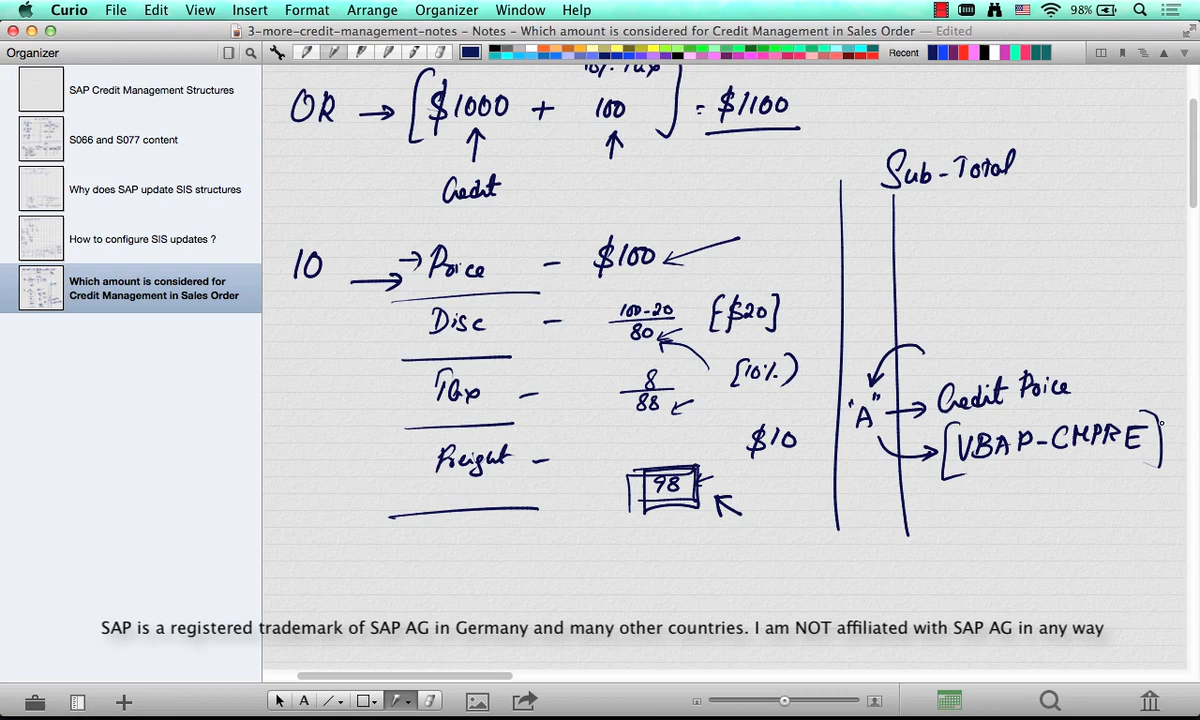 Curio File Edit View Insert Format Arrange Organizer Window Help 98%
3-more-credit-management-notes – Notes – Which amount is considered for Credit Management in Sales Order — Edited
Organizer
Recent
SAP Credit Management Structures
S066 and S077 content
Why does SAP update SIS structures
How to configure SIS updates ?
Which amount is considered for
Credit Management in Sales Order
10% Tax
OR → [$1000 + 100] = $1100
Credit
Sub-Total
10 → → Price – $100
Disc – 100-20 [$20]
80
Tax – 8 (10%)
88
"A" → Credit Price
[VBAP-CMPRE]
Freight – $10
98
SAP is a registered trademark of SAP AG in Germany and many other countries. I am NOT affiliated with SAP AG in any way
A